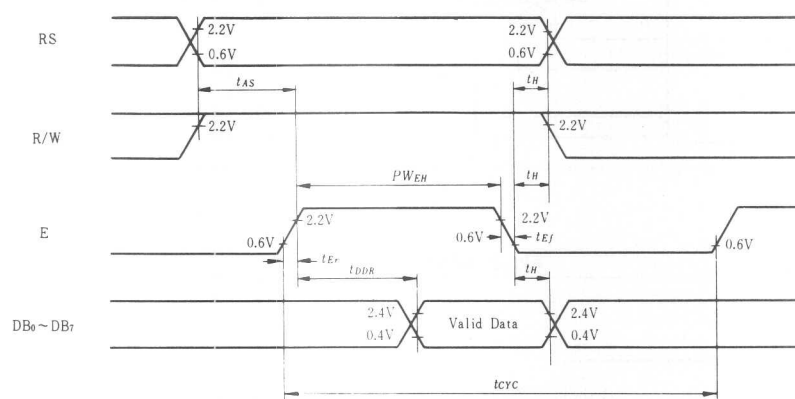 RS
2.2V
0.6V
2.2V
0.6V
tAS
tH
R/W
2.2V
2.2V
PWEH
tH
E
0.6V
2.2V
0.6V
2.2V
tEf
0.6V
tEr
tDDR
tH
DB₀~DB₇
2.4V
0.4V
Valid Data
2.4V
0.4V
tCYC